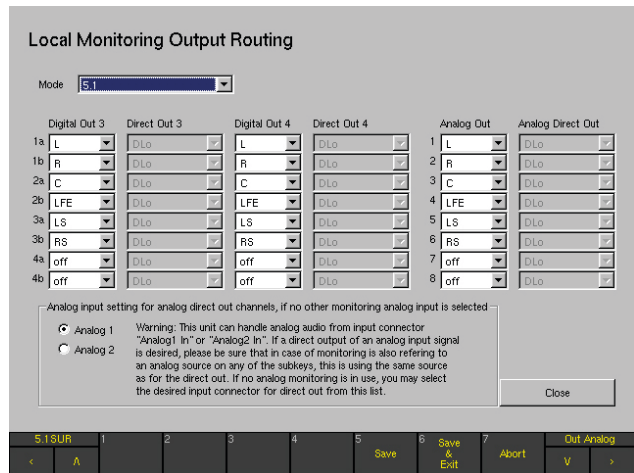 Local Monitoring Output Routing
Mode 5.1
Digital Out 3 Direct Out 3 Digital Out 4 Direct Out 4 Analog Out Analog Direct Out
1a L DLo L DLo 1 L DLo
1b R DLo R DLo 2 R DLo
2a C DLo C DLo 3 C DLo
2b LFE DLo LFE DLo 4 LFE DLo
3a LS DLo LS DLo 5 LS DLo
3b RS DLo RS DLo 6 RS DLo
4a off DLo off DLo 7 off DLo
4b off DLo off DLo 8 off DLo
Analog input setting for analog direct out channels, if no other monitoring analog input is selected
Analog 1
Analog 2
Warning: This unit can handle analog audio from input connector
"Analog1 In" or "Analog2 In". If a direct output of an analog input signal
is desired, please be sure that in case of monitoring is also refering to
an analog source on any of the subkeys, this is using the same source
as for the direct out. If no analog monitoring is in use, you may select
the desired input connector for direct out from this list.
Close
5.1SUR 1 2 3 4 5 Save 6 Save & Exit 7 Abort Out Analog
< Λ V >